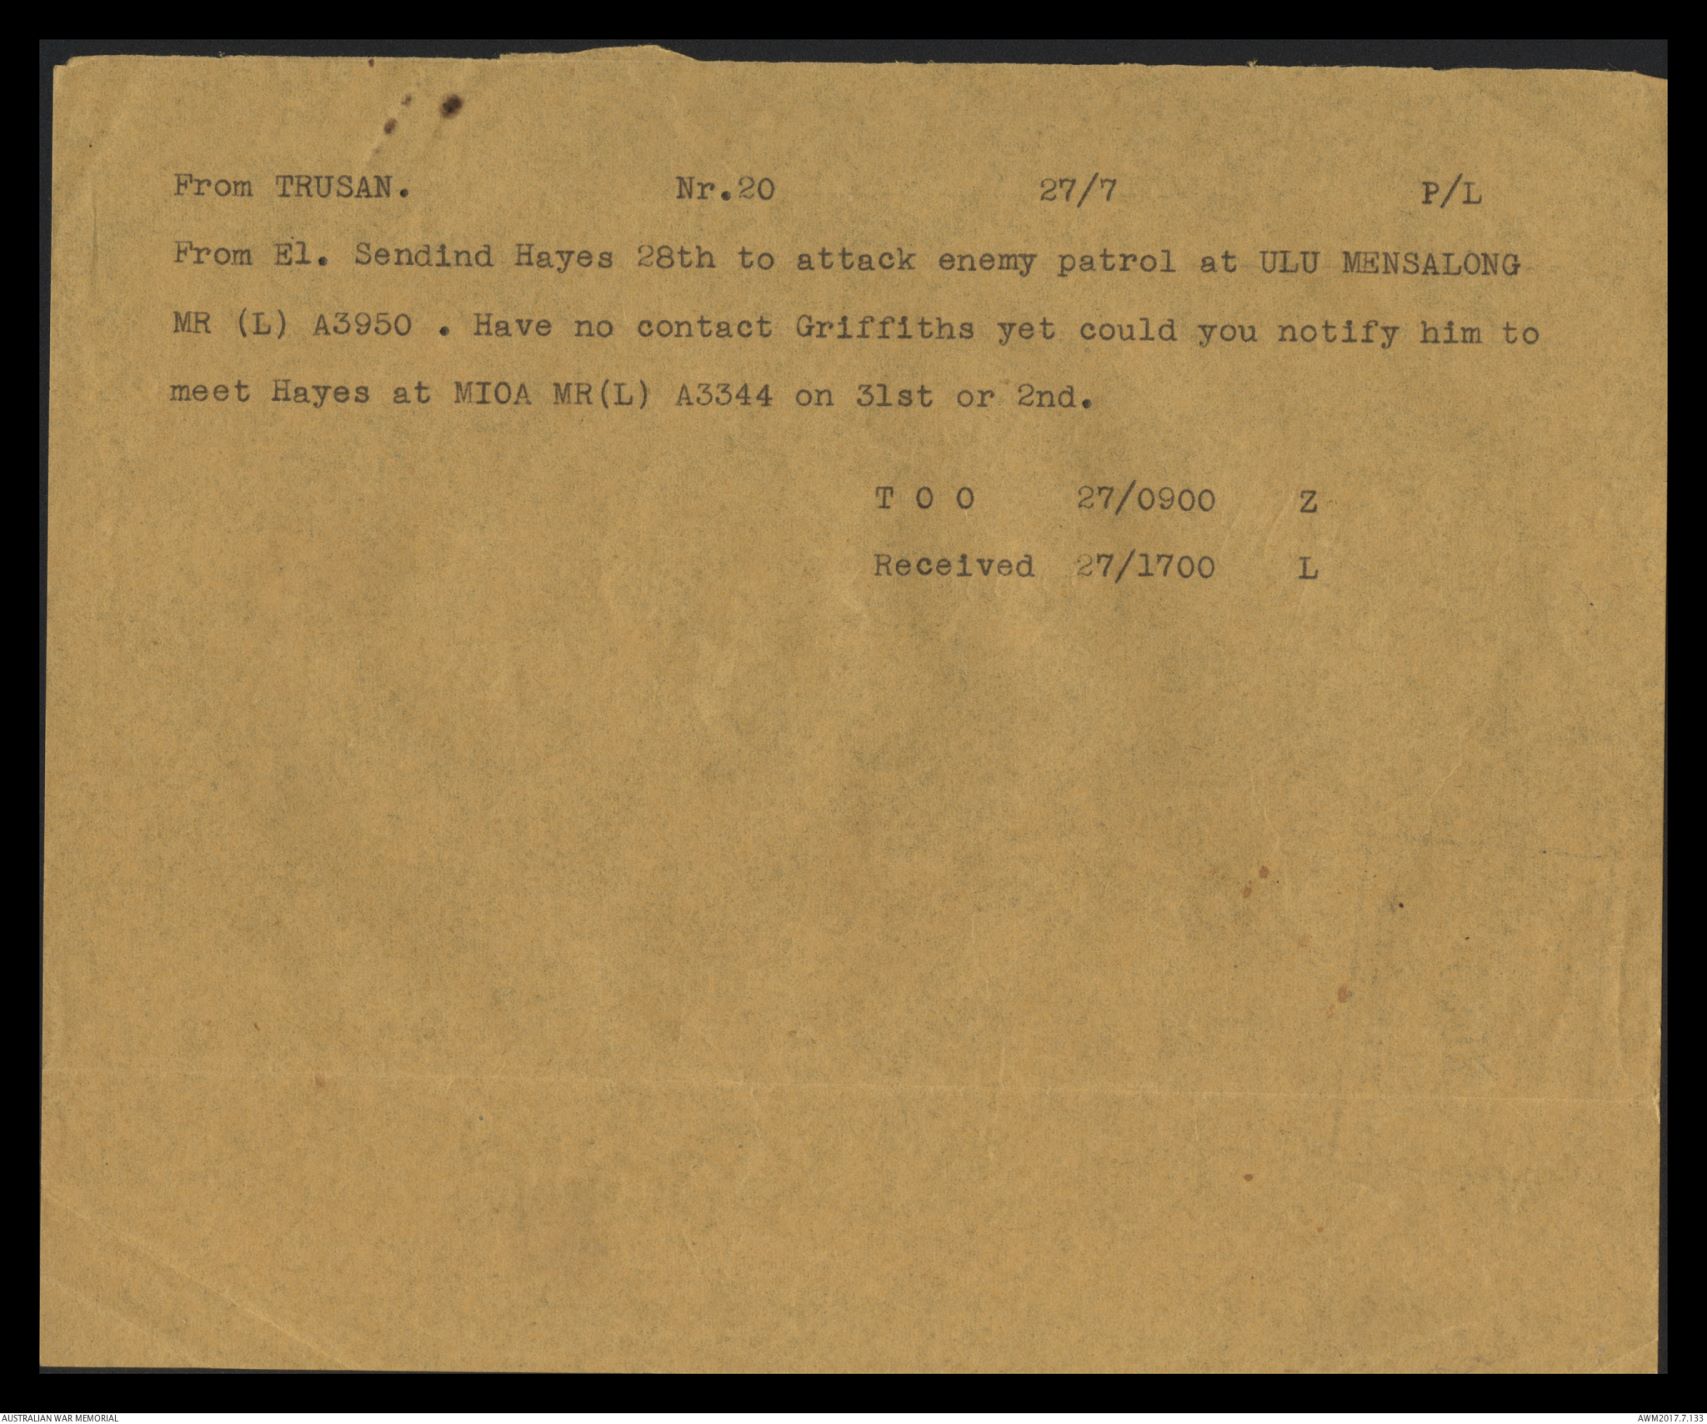 From TRUSAN. Nr.20 27/7 P/L
From El. Sendind Hayes 28th to attack enemy patrol at ULU MENSALONG
MR (L) A3950 . Have no contact Griffiths yet could you notify him to
meet Hayes at MIOA MR(L) A3344 on 31st or 2nd.
T O O 27/0900 Z
Received 27/1700 L
AUSTRALIAN WAR MEMORIAL AWM2017.7.133